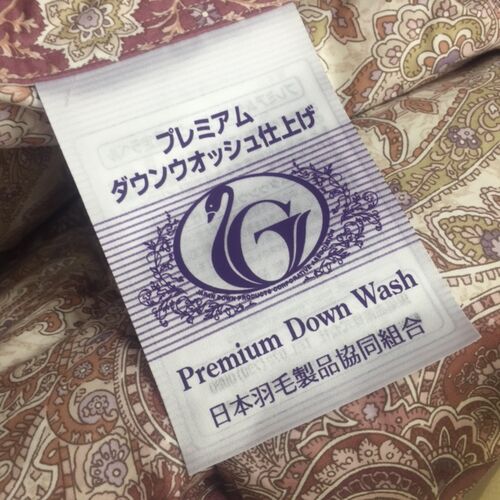 プレミアム
ダウンウオッシュ仕上げ
G
Premium Down Wash
日本羽毛製品協同組合